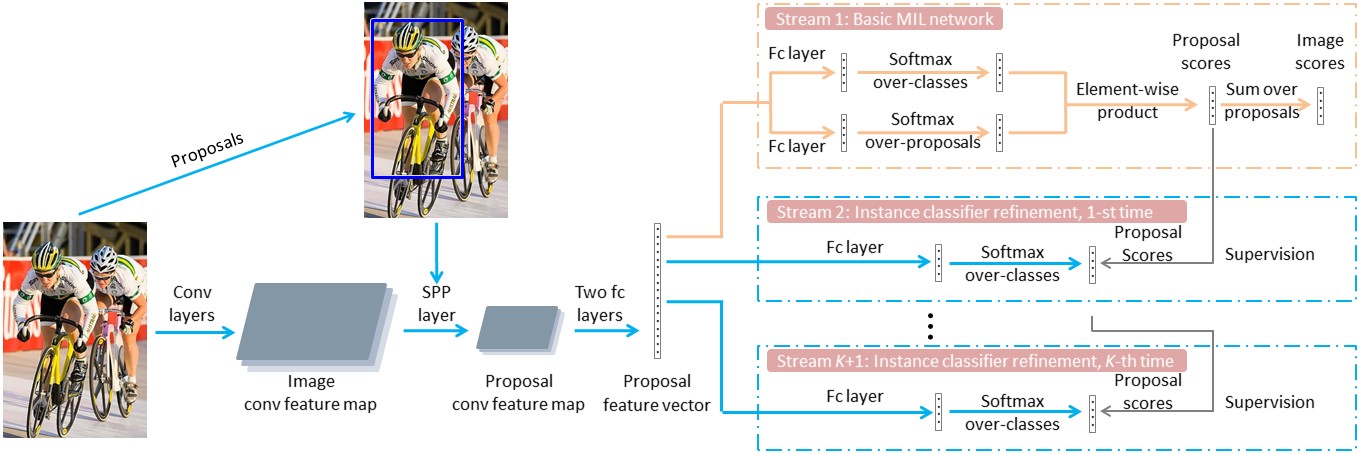 Proposals
Conv
layers
Image
conv feature map
SPP
layer
Proposal
conv feature map
Two fc
layers
Proposal
feature vector
Stream 1: Basic MIL network
Fc layer
Softmax
over-classes
Fc layer
Softmax
over-proposals
Element-wise
product
Proposal
scores
Sum over
proposals
Image
scores
Stream 2: Instance classifier refinement, 1-st time
Fc layer
Softmax
over-classes
Proposal
Scores
Supervision
Stream K+1: Instance classifier refinement, K-th time
Fc layer
Softmax
over-classes
Proposal
scores
Supervision